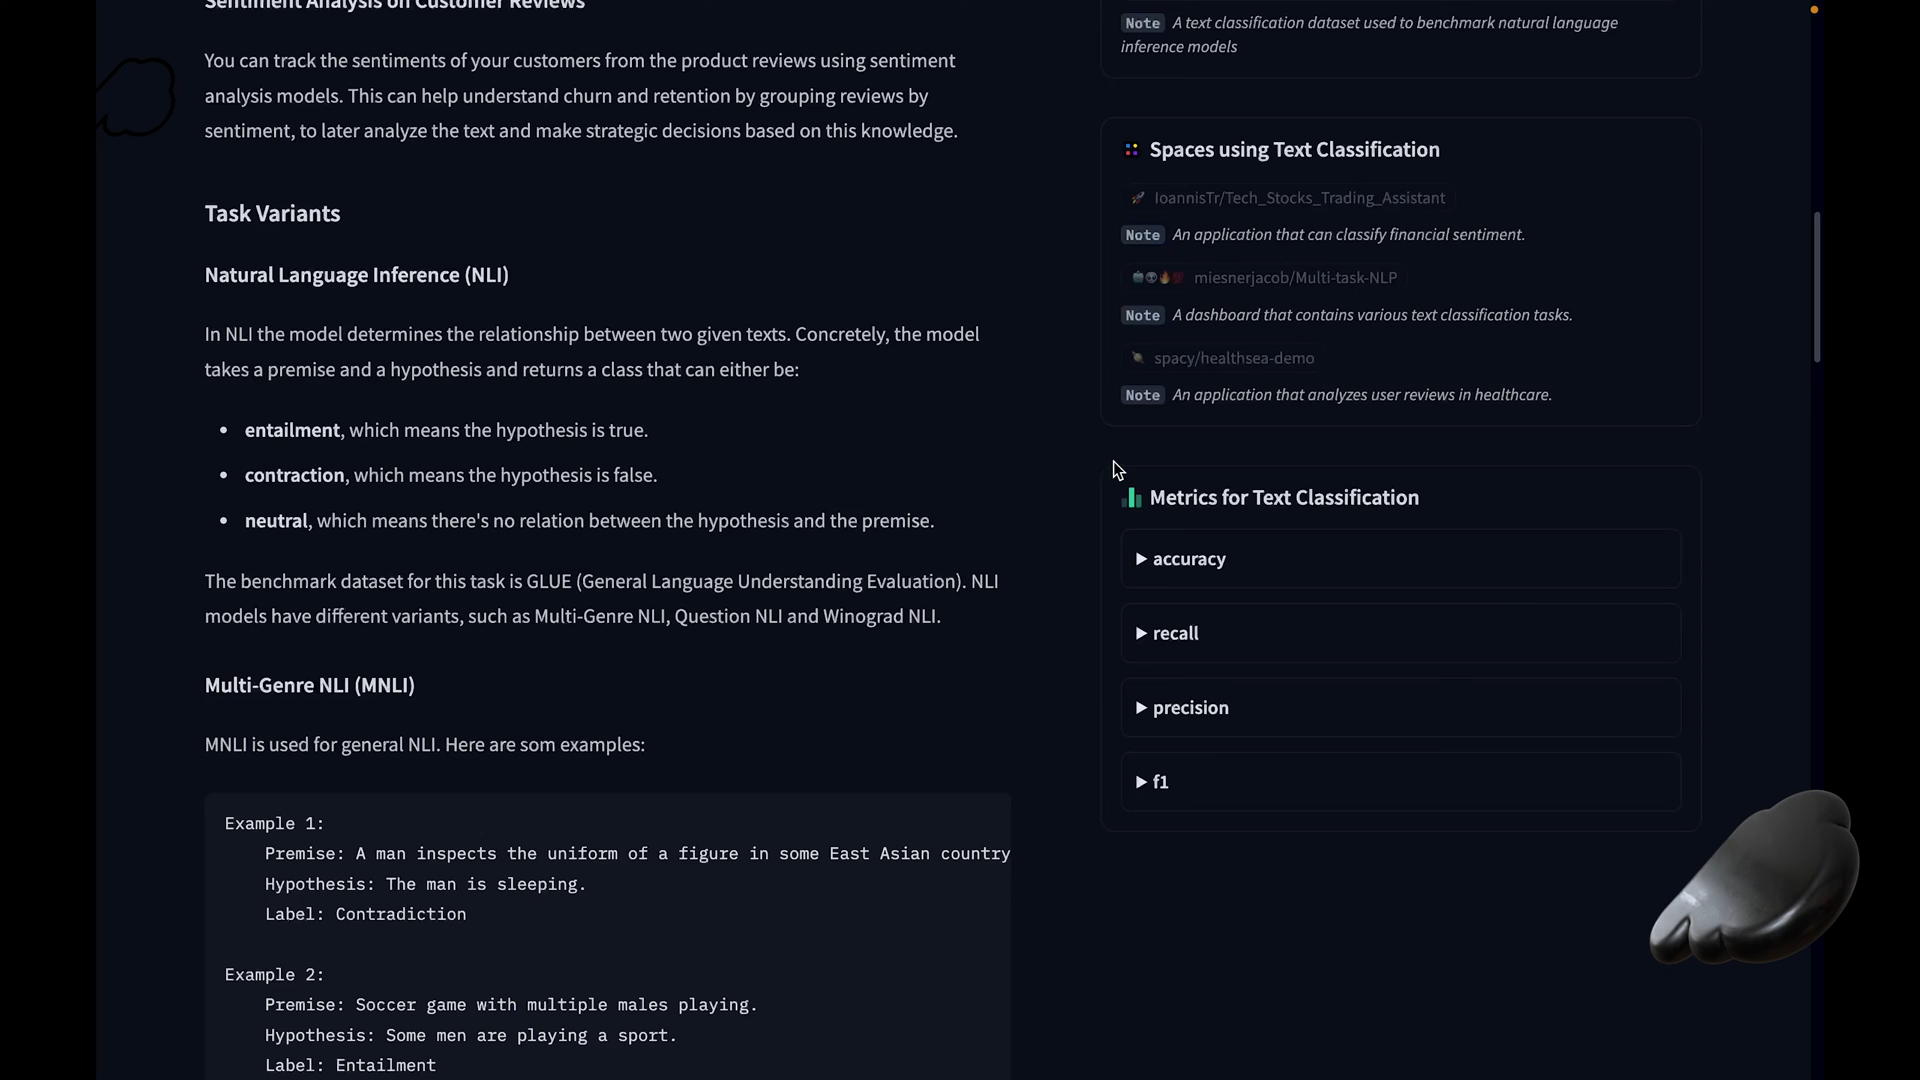 Sentiment Analysis on Customer Reviews
You can track the sentiments of your customers from the product reviews using sentiment
analysis models. This can help understand churn and retention by grouping reviews by
sentiment, to later analyze the text and make strategic decisions based on this knowledge.
Task Variants
Natural Language Inference (NLI)
In NLI the model determines the relationship between two given texts. Concretely, the model
takes a premise and a hypothesis and returns a class that can either be:
• entailment, which means the hypothesis is true.
• contraction, which means the hypothesis is false.
• neutral, which means there's no relation between the hypothesis and the premise.
The benchmark dataset for this task is GLUE (General Language Understanding Evaluation). NLI
models have different variants, such as Multi-Genre NLI, Question NLI and Winograd NLI.
Multi-Genre NLI (MNLI)
MNLI is used for general NLI. Here are som examples:
Example 1:
Premise: A man inspects the uniform of a figure in some East Asian country
Hypothesis: The man is sleeping.
Label: Contradiction
Example 2:
Premise: Soccer game with multiple males playing.
Hypothesis: Some men are playing a sport.
Label: Entailment
Note A text classification dataset used to benchmark natural language
inference models
Spaces using Text Classification
IoannisTr/Tech_Stocks_Trading_Assistant
Note An application that can classify financial sentiment.
miesnerjacob/Multi-task-NLP
Note A dashboard that contains various text classification tasks.
spacy/healthsea-demo
Note An application that analyzes user reviews in healthcare.
Metrics for Text Classification
accuracy
recall
precision
f1